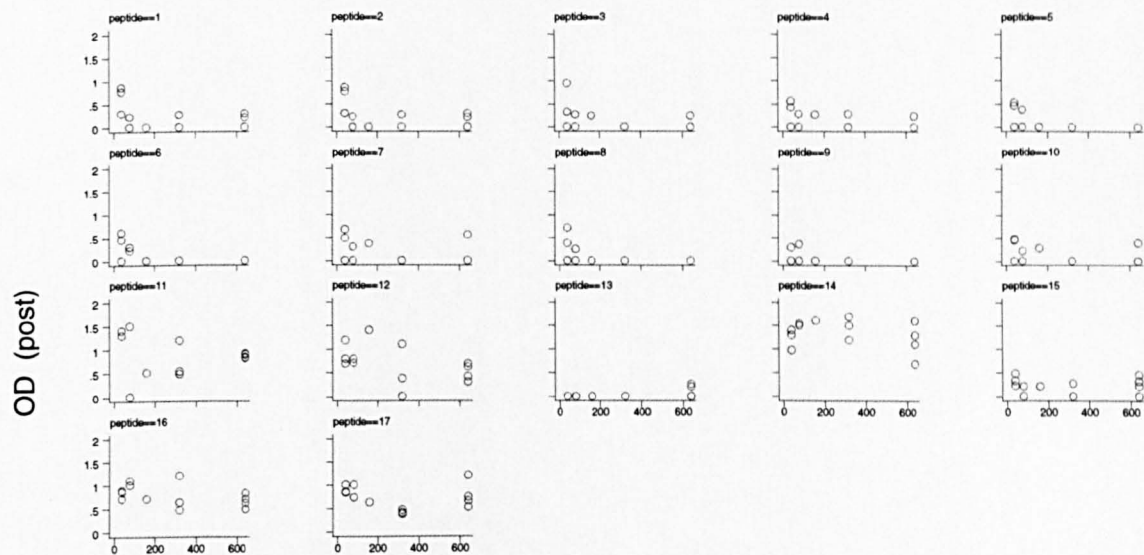 peptide==1 peptide==2 peptide==3 peptide==4 peptide==5
2
1.5
1
.5
0
peptide==6 peptide==7 peptide==8 peptide==9 peptide==10
2
1.5
1
.5
0
peptide==11 peptide==12 peptide==13 peptide==14 peptide==15
2
1.5
1
.5
0
0 200 400 600 0 200 400 600 0 200 400 600
peptide==16 peptide==17
2
1.5
1
.5
0
0 200 400 600 0 200 400 600
OD (post)